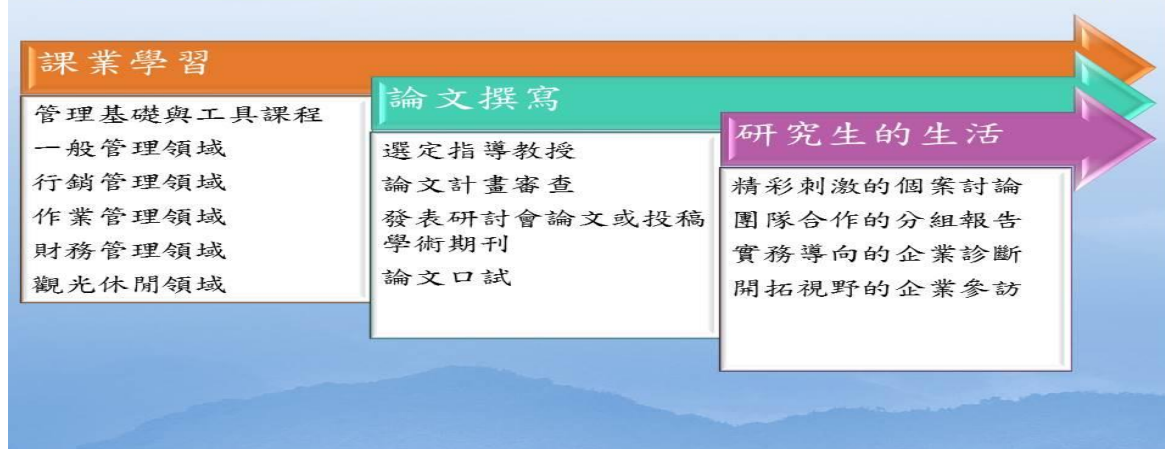 課業學習
管理基礎與工具課程
一般管理領域
行銷管理領域
作業管理領域
財務管理領域
觀光休閒領域
論文撰寫
選定指導教授
論文計畫審查
發表研討會論文或投稿
學術期刊
論文口試
研究生的生活
精彩刺激的個案討論
團隊合作的分組報告
實務導向的企業診斷
開拓視野的企業參訪